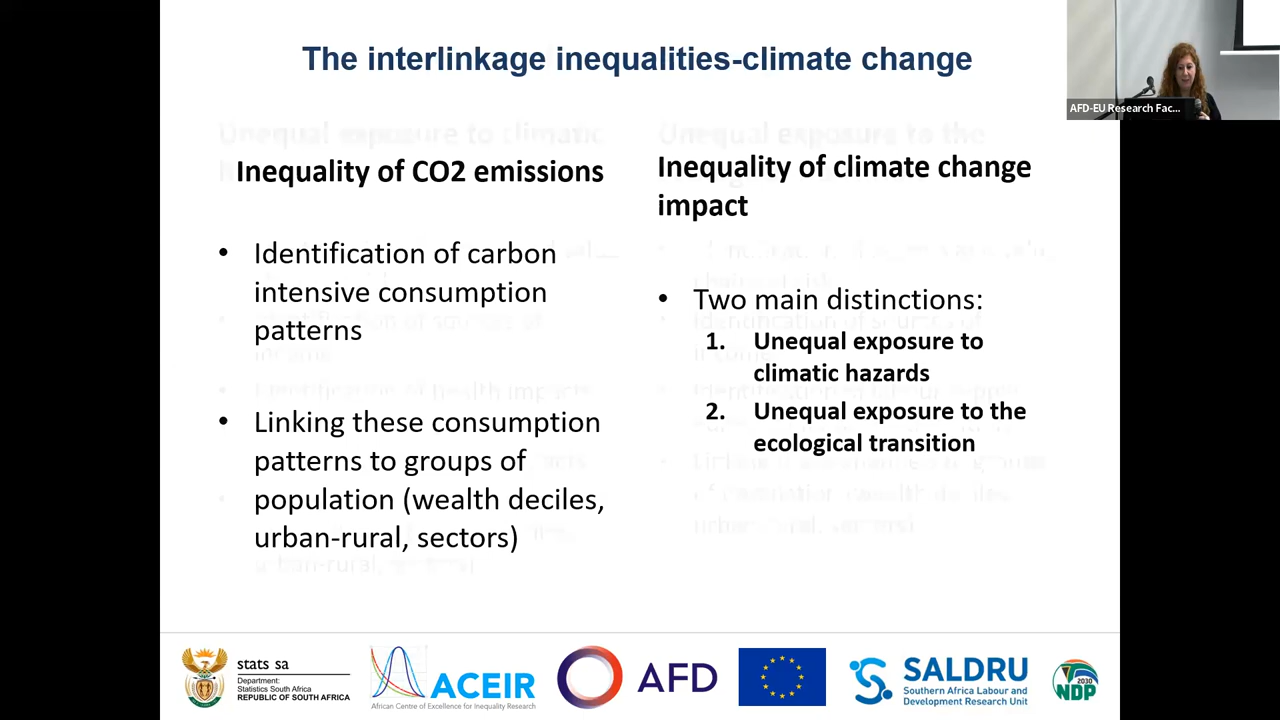 The interlinkage inequalities-climate change
AFD-EU Research Fac...
Inequality of CO2 emissions
• Identification of carbon
intensive consumption
patterns
• Linking these consumption
patterns to groups of
population (wealth deciles,
urban-rural, sectors)
Unequal exposure to the
Inequality of climate change
impact
• Two main distinctions:
1. Unequal exposure to
climatic hazards
2. Unequal exposure to the
ecological transition
stats sa
Department:
Statistics South Africa
REPUBLIC OF SOUTH AFRICA
ACEIR
African Centre of Excellence for Inequality Research
AFD
SALDRU
Southern Africa Labour and
Development Research Unit
2030
NDP